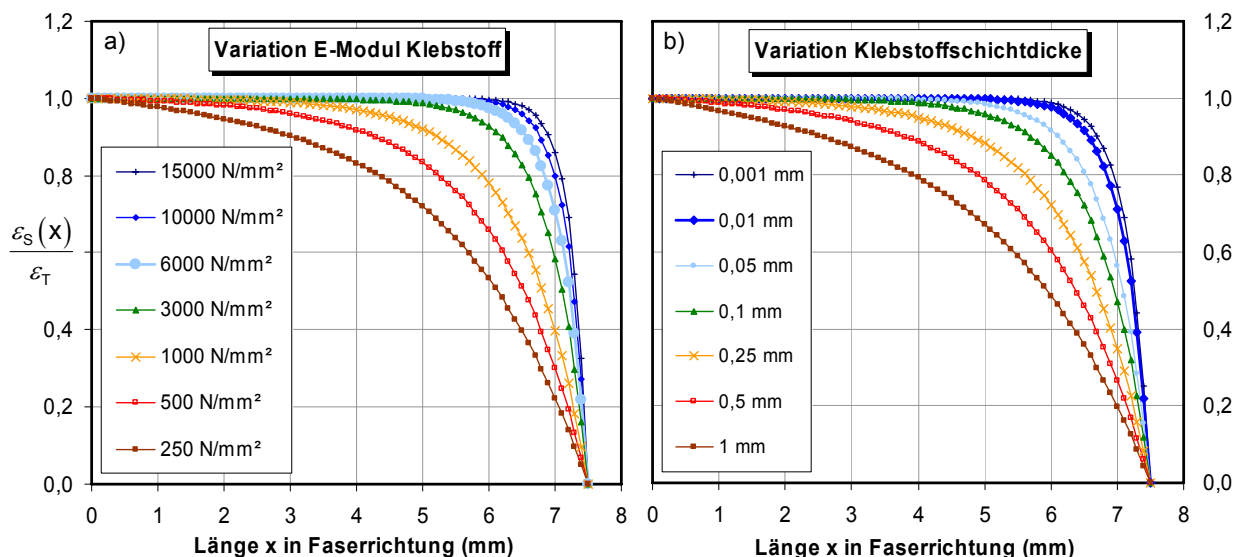 a)
Variation E-Modul Klebstoff
1,2
1,0
0,8
0,6
0,4
0,2
0,0
εS(x)
εT
15000 N/mm²
10000 N/mm²
6000 N/mm²
3000 N/mm²
1000 N/mm²
500 N/mm²
250 N/mm²
0 1 2 3 4 5 6 7 8
Länge x in Faserrichtung (mm)
b)
Variation Klebstoffschichtdicke
0,001 mm
0,01 mm
0,05 mm
0,1 mm
0,25 mm
0,5 mm
1 mm
1,2
1,0
0,8
0,6
0,4
0,2
0,0
0 1 2 3 4 5 6 7 8
Länge x in Faserrichtung (mm)